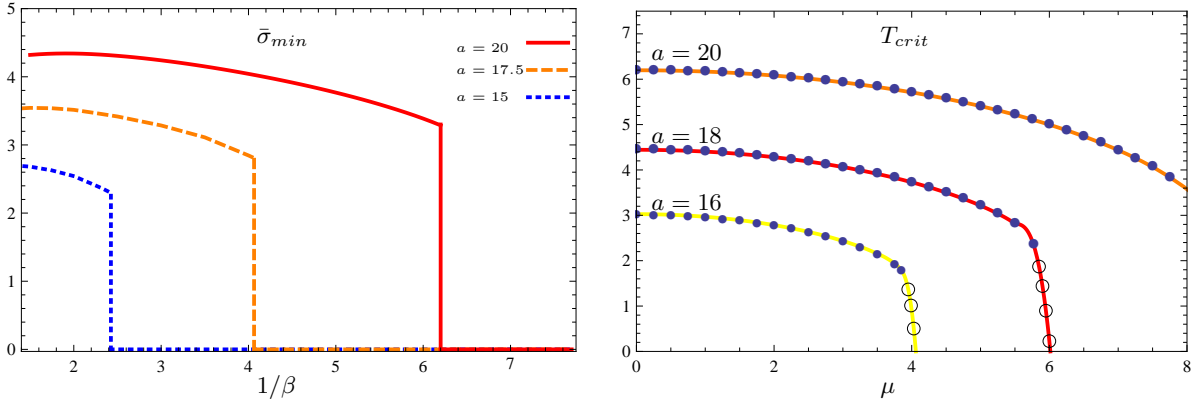 σ̄_min
a = 20
a = 17.5
a = 15
5
4
3
2
1
0
2 3 4 5 6 7
1/β
T_crit
a = 20
a = 18
a = 16
7
6
5
4
3
2
1
0
0 2 4 6 8
μ